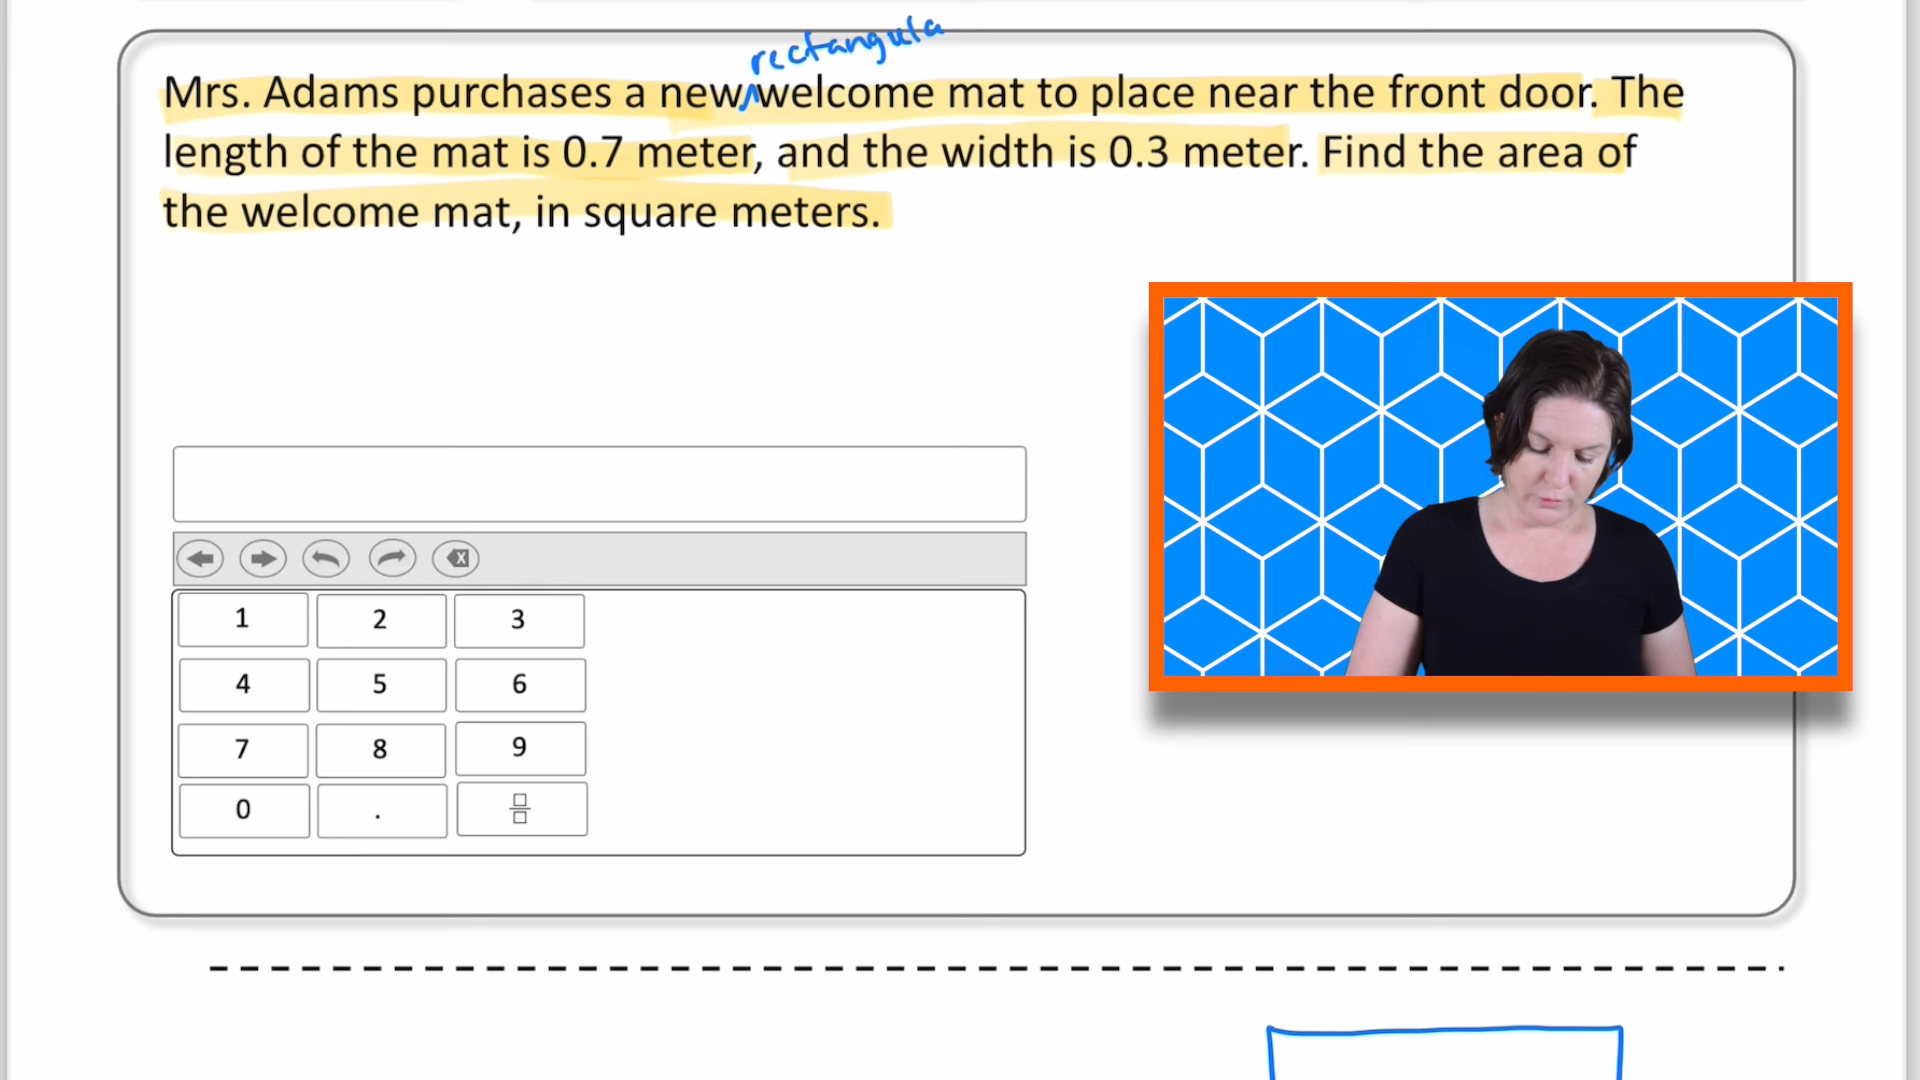 rectangula
Mrs. Adams purchases a new welcome mat to place near the front door. The
length of the mat is 0.7 meter, and the width is 0.3 meter. Find the area of
the welcome mat, in square meters.
1 2 3
4 5 6
7 8 9
0 .